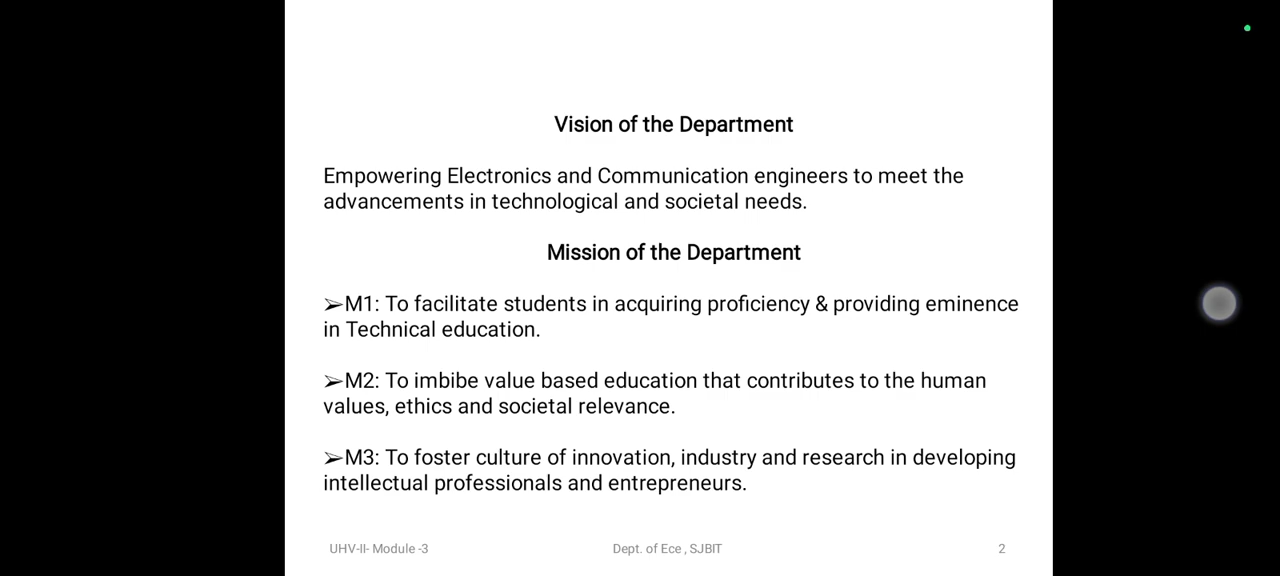 Vision of the Department
Empowering Electronics and Communication engineers to meet the
advancements in technological and societal needs.
Mission of the Department
➢M1: To facilitate students in acquiring proficiency & providing eminence
in Technical education.
➢M2: To imbibe value based education that contributes to the human
values, ethics and societal relevance.
➢M3: To foster culture of innovation, industry and research in developing
intellectual professionals and entrepreneurs.
UHV-II- Module -3
Dept. of Ece , SJBIT
2